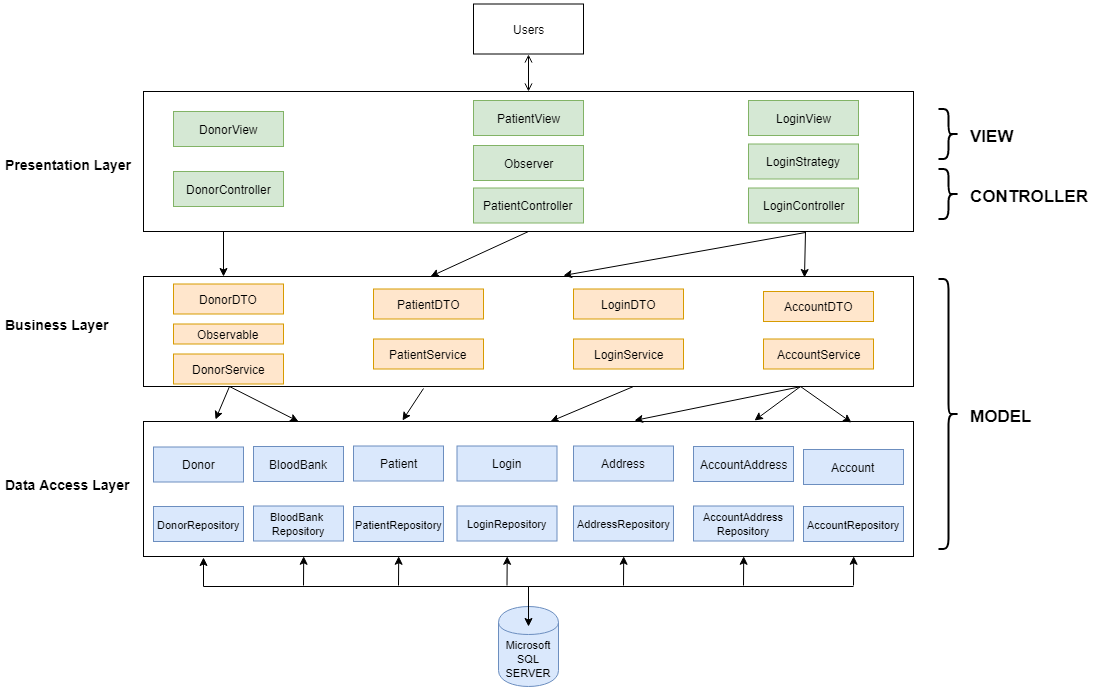 Users
Presentation Layer
DonorView
PatientView
LoginView
Observer
LoginStrategy
DonorController
PatientController
LoginController
VIEW
CONTROLLER
Business Layer
DonorDTO
PatientDTO
LoginDTO
AccountDTO
Observable
DonorService
PatientService
LoginService
AccountService
MODEL
Data Access Layer
Donor
BloodBank
Patient
Login
Address
AccountAddress
Account
DonorRepository
BloodBank
Repository
PatientRepository
LoginRepository
AddressRepository
AccountAddress
Repository
AccountRepository
Microsoft
SQL
SERVER